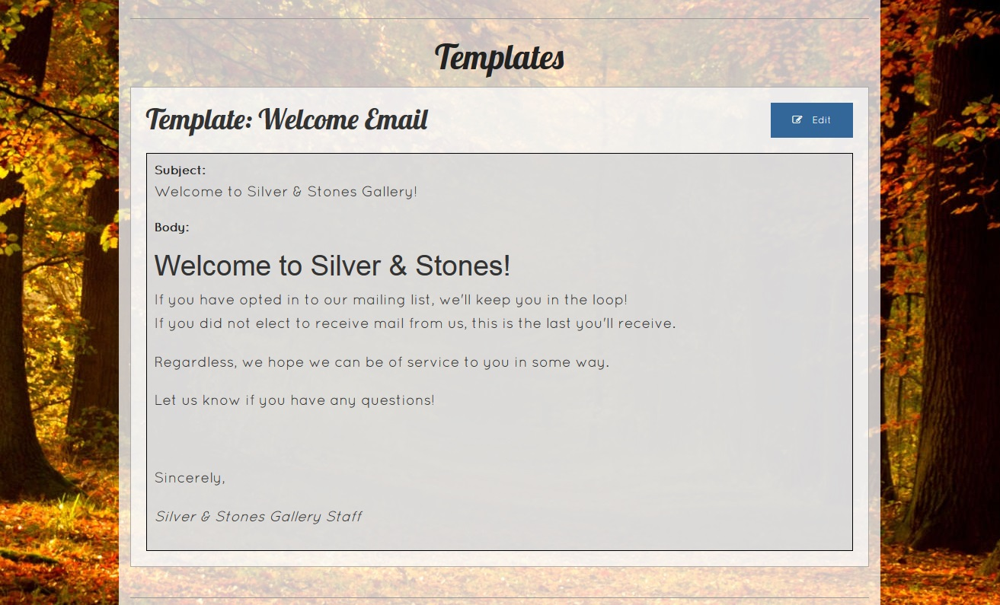 Templates
Template: Welcome Email
Edit
Subject:
Welcome to Silver & Stones Gallery!
Body:
Welcome to Silver & Stones!
If you have opted in to our mailing list, we'll keep you in the loop!
If you did not elect to receive mail from us, this is the last you'll receive.
Regardless, we hope we can be of service to you in some way.
Let us know if you have any questions!
Sincerely,
Silver & Stones Gallery Staff